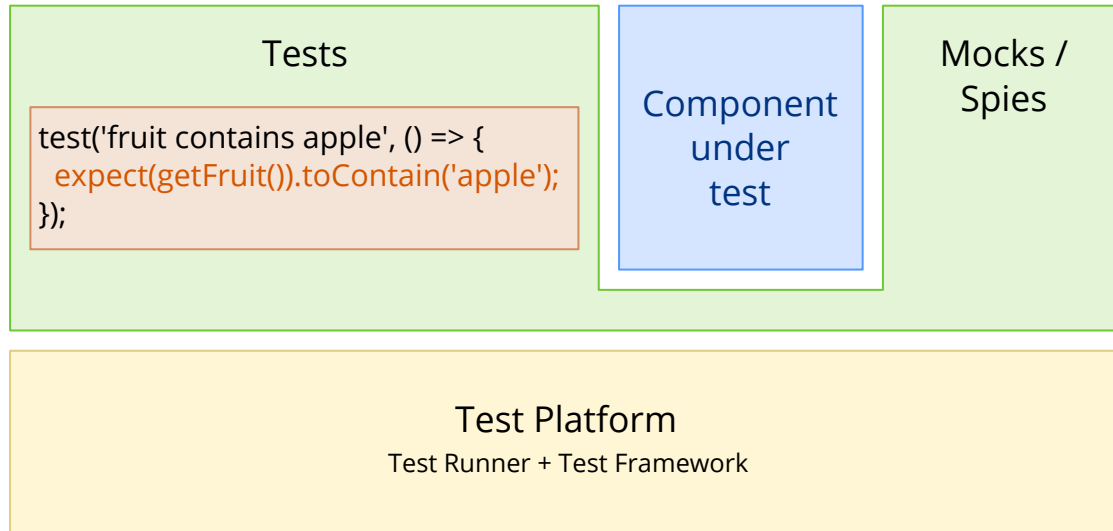 Tests
test('fruit contains apple', () => {
expect(getFruit()).toContain('apple');
});
Component
under
test
Mocks /
Spies
Test Platform
Test Runner + Test Framework